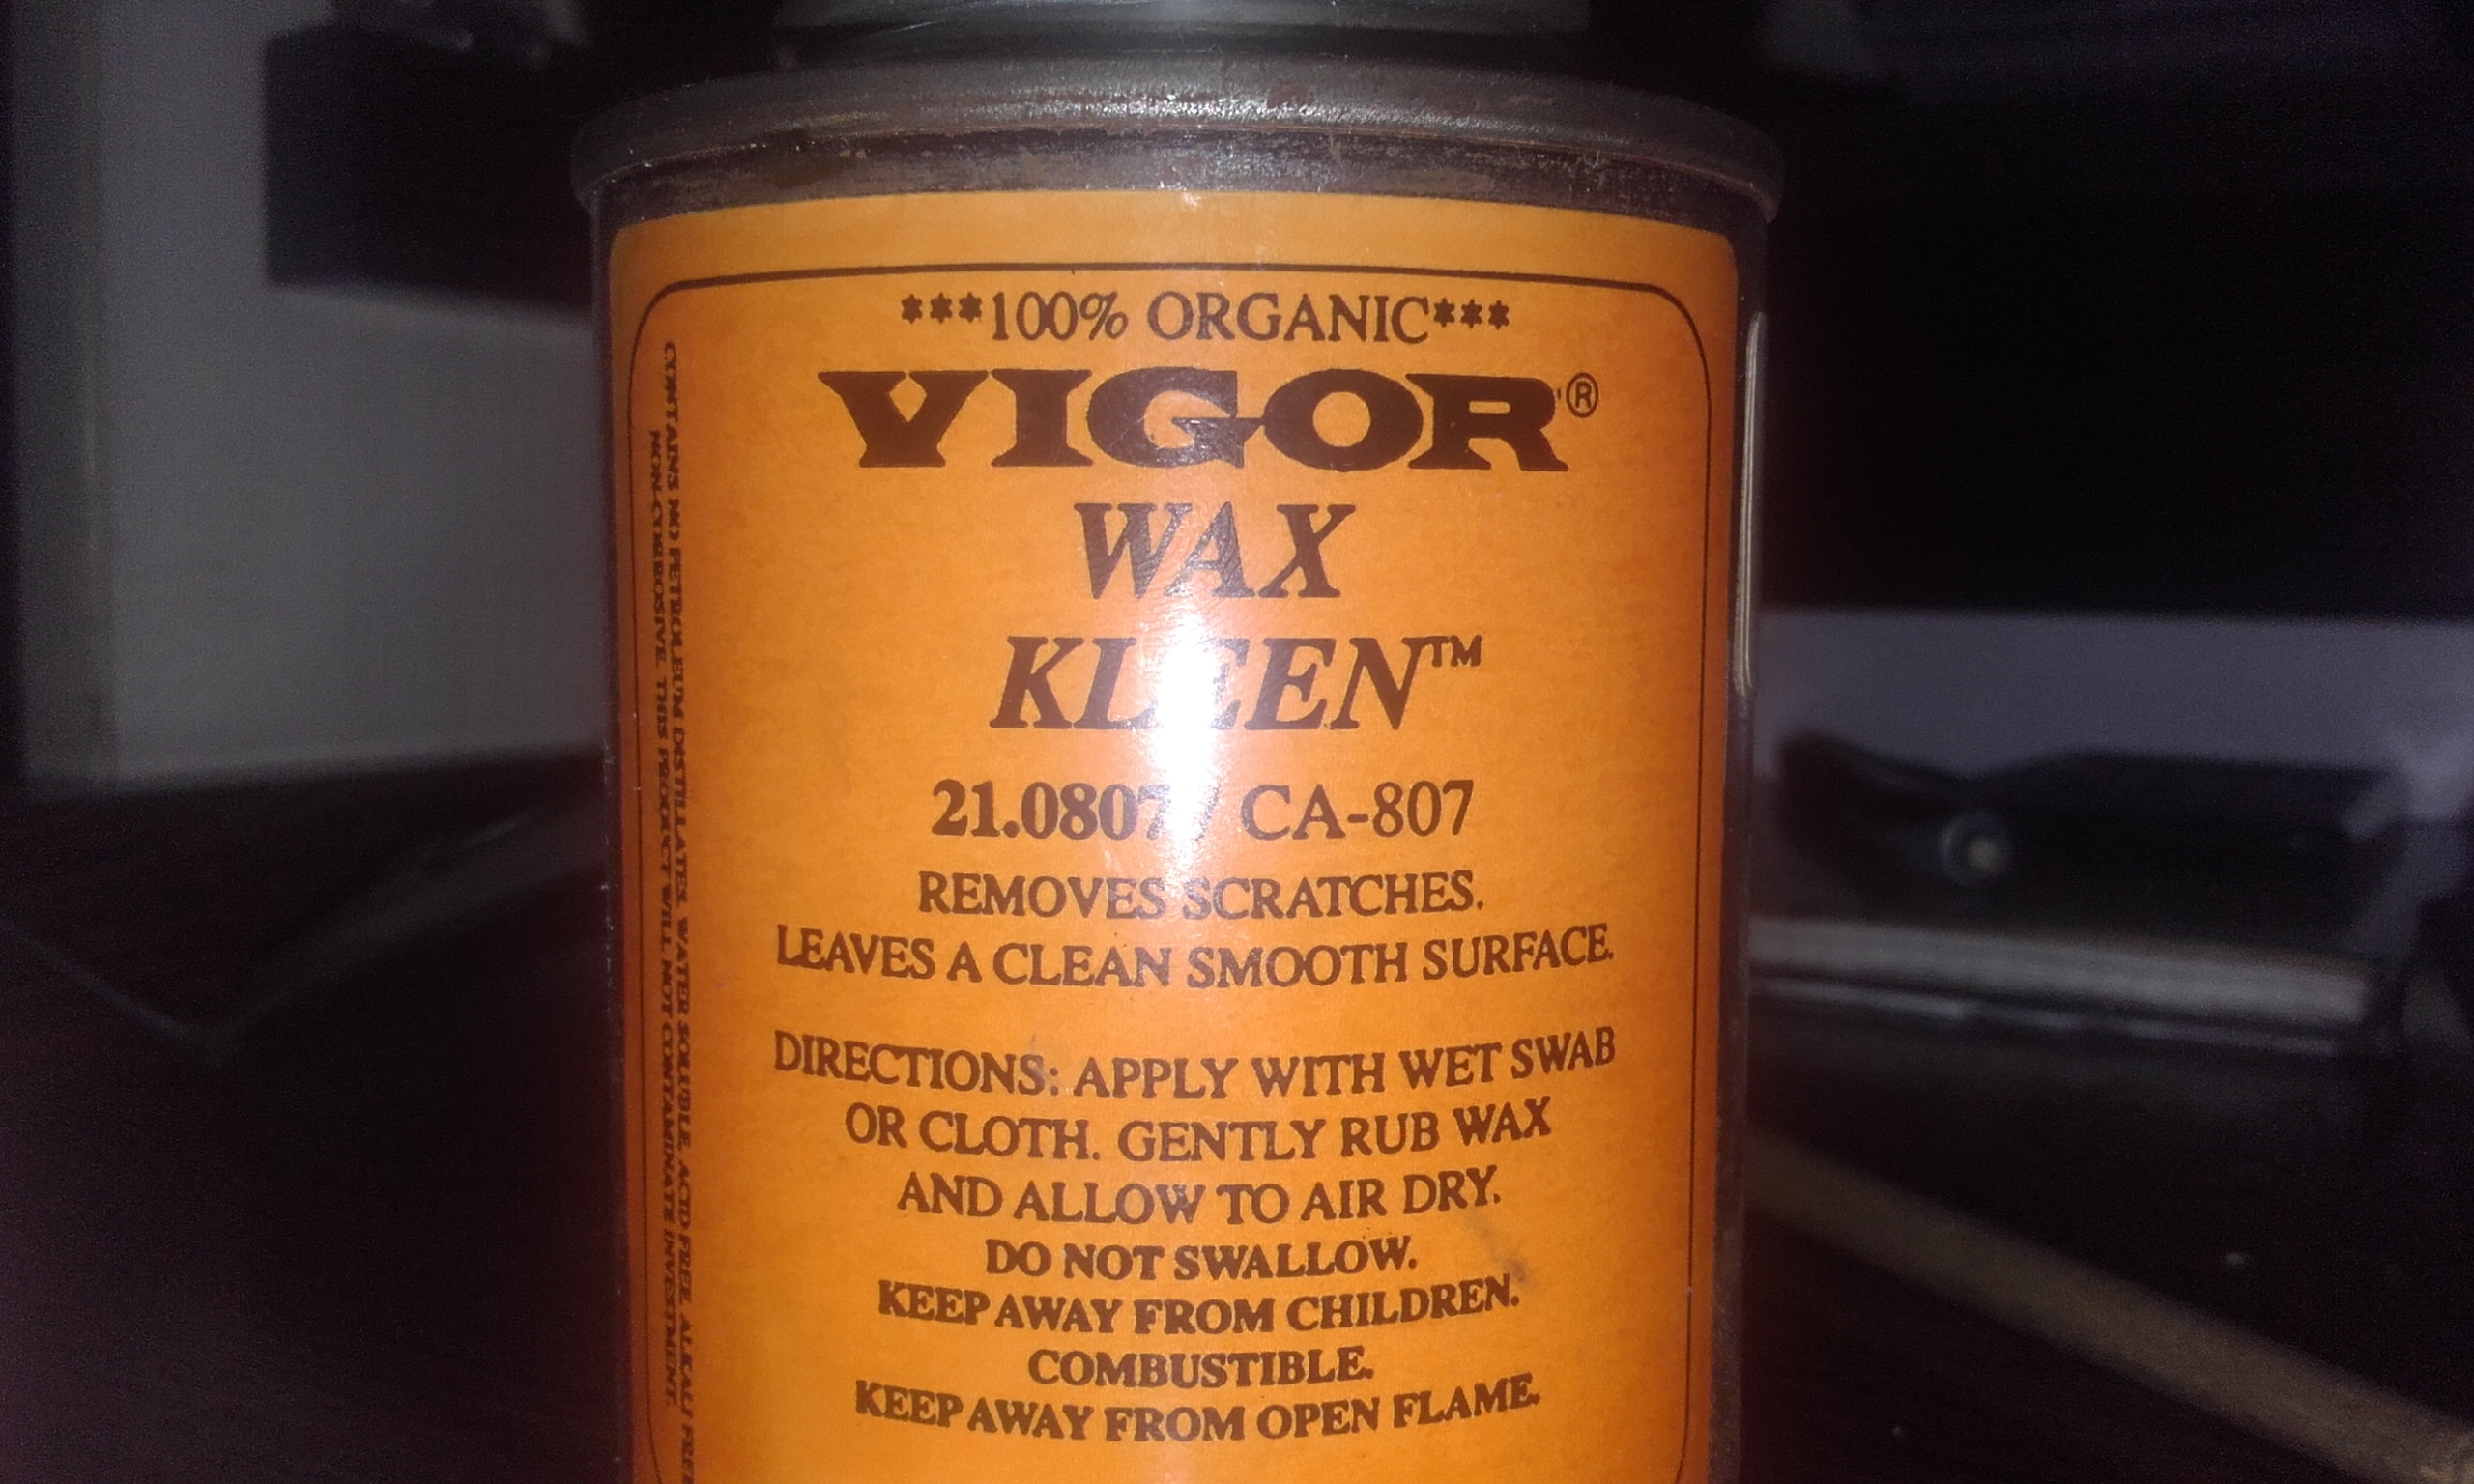 ***100% ORGANIC***
VIGOR®
WAX
KLEEN™
21.0807 / CA-807
REMOVES SCRATCHES.
LEAVES A CLEAN SMOOTH SURFACE.
DIRECTIONS: APPLY WITH WET SWAB
OR CLOTH. GENTLY RUB WAX
AND ALLOW TO AIR DRY.
DO NOT SWALLOW.
KEEP AWAY FROM CHILDREN.
COMBUSTIBLE.
KEEP AWAY FROM OPEN FLAME.
CONTAINS NO PETROLEUM DISTILLATES. WATER SOLUBLE. ACID FREE. ALKALI FREE
NON-CORROSIVE. THIS PRODUCT WILL NOT CONTAMINATE INVESTMENT.